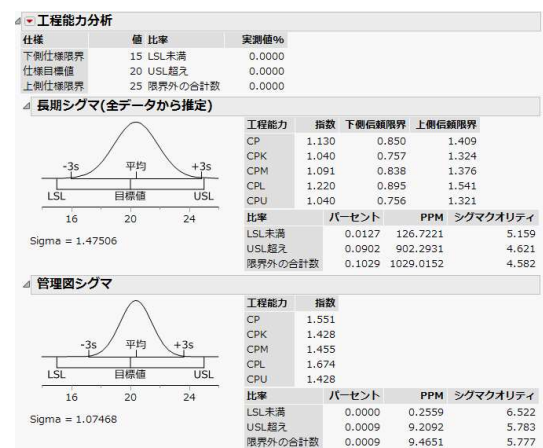 工程能力分析
仕様 値 比率 実測値%
下側仕様限界 15 LSL未満 0.0000
仕様目標値 20 USL超え 0.0000
上側仕様限界 25 限界外の合計数 0.0000
長期シグマ(全データから推定)
-3s 平均 +3s
LSL 目標値 USL
16 20 24
Sigma = 1.47506
工程能力 指数 下側信頼限界 上側信頼限界
CP 1.130 0.850 1.409
CPK 1.040 0.757 1.324
CPM 1.091 0.838 1.376
CPL 1.220 0.895 1.541
CPU 1.040 0.756 1.321
比率 パーセント PPM シグマクオリティ
LSL未満 0.0127 126.7221 5.159
USL超え 0.0902 902.2931 4.621
限界外の合計数 0.1029 1029.0152 4.582
管理図シグマ
-3s 平均 +3s
LSL 目標値 USL
16 20 24
Sigma = 1.07468
工程能力 指数
CP 1.551
CPK 1.428
CPM 1.455
CPL 1.674
CPU 1.428
比率 パーセント PPM シグマクオリティ
LSL未満 0.0000 0.2559 6.522
USL超え 0.0009 9.2092 5.783
限界外の合計数 0.0009 9.4651 5.777